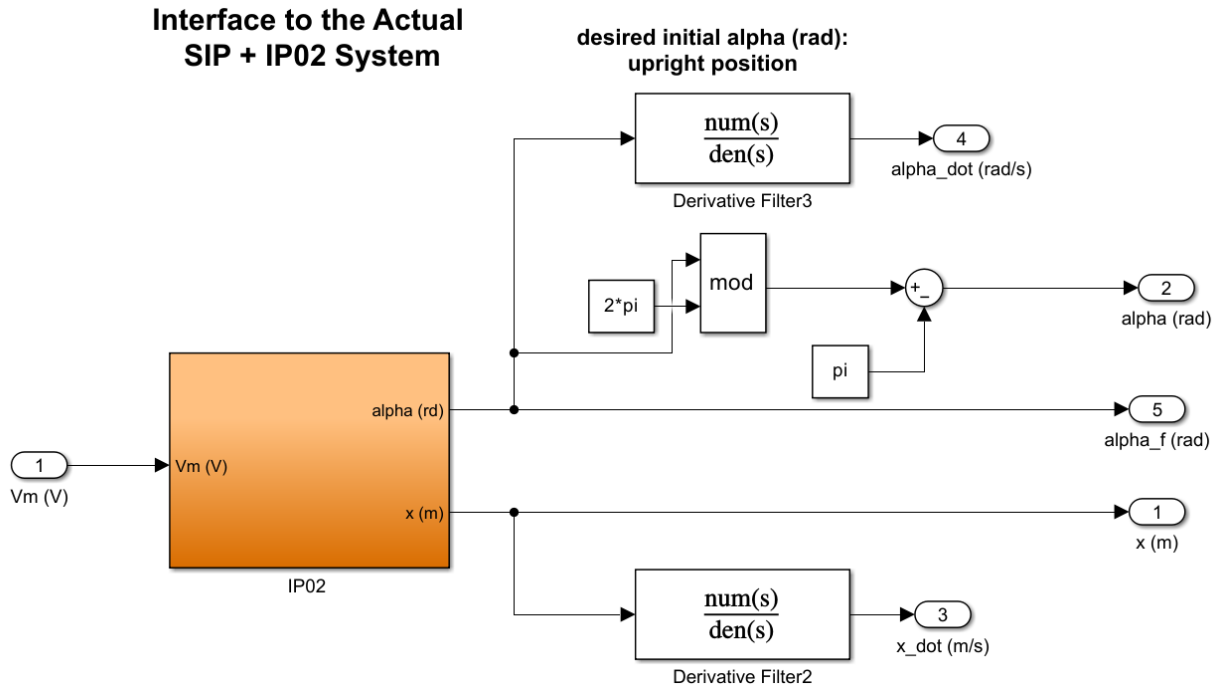 Interface to the Actual
SIP + IP02 System
desired initial alpha (rad):
upright position
num(s)
den(s)
Derivative Filter3
4
alpha_dot (rad/s)
2*pi
mod
+
−
2
alpha (rad)
pi
alpha (rd)
5
alpha_f (rad)
1
Vm (V)
Vm (V)
x (m)
IP02
1
x (m)
num(s)
den(s)
Derivative Filter2
3
x_dot (m/s)